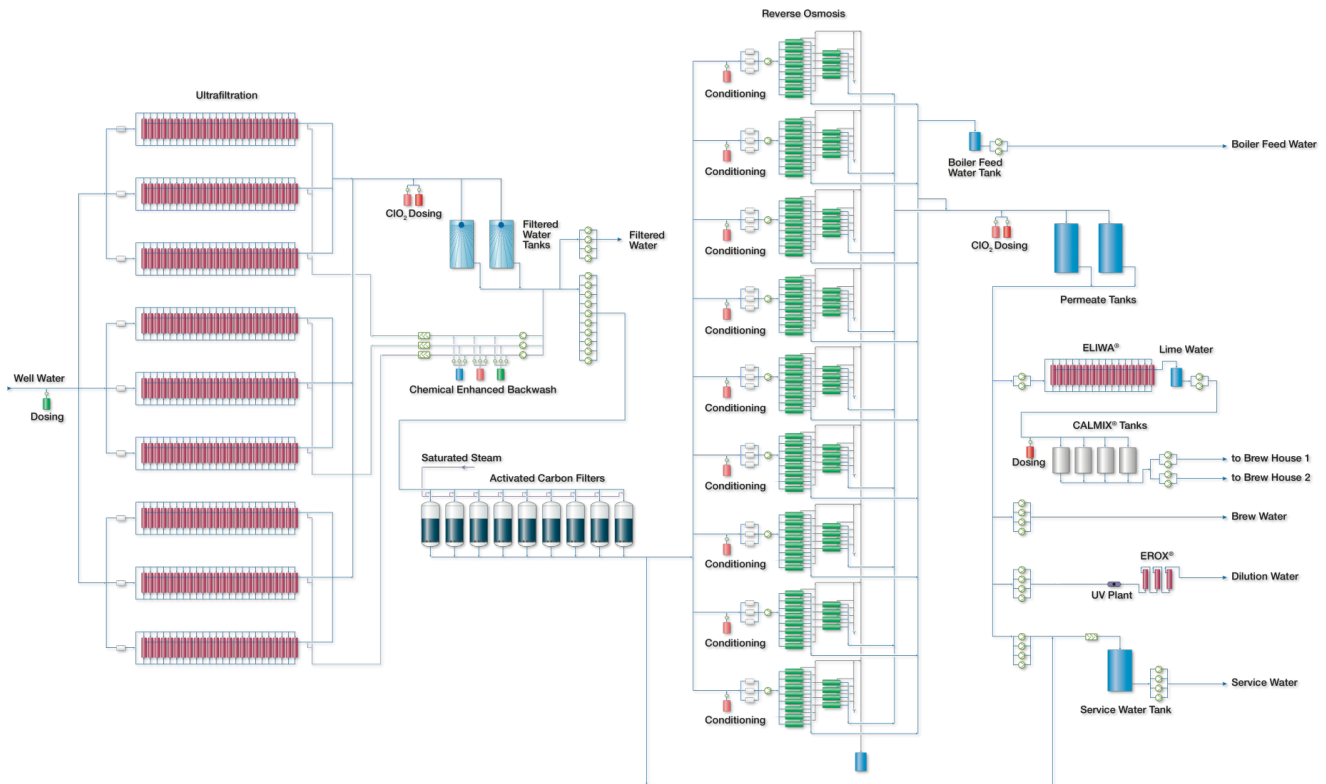 Reverse Osmosis
Ultrafiltration
Conditioning
Boiler Feed Water
Boiler Feed
Water Tank
Conditioning
ClO2 Dosing
Filtered
Water
Tanks
Filtered
Water
Conditioning
ClO2 Dosing
Permeate Tanks
Conditioning
ELIWA®
Lime Water
Well Water
Dosing
Chemical Enhanced Backwash
Conditioning
CALMIX® Tanks
Dosing
to Brew House 1
to Brew House 2
Saturated Steam
Activated Carbon Filters
Conditioning
Brew Water
EROX®
UV Plant
Dilution Water
Conditioning
Conditioning
Service Water
Service Water Tank
Conditioning